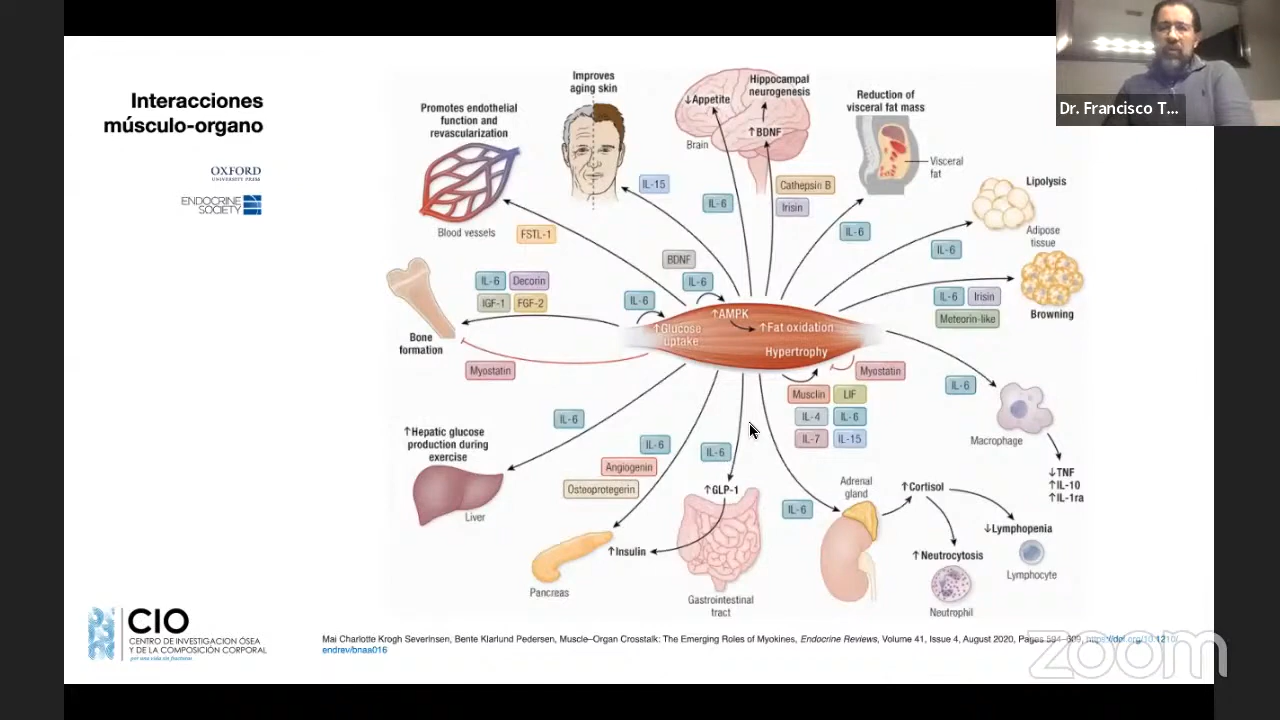 Interacciones
músculo-organo
OXFORD
UNIVERSITY PRESS
ENDOCRINE
SOCIETY
Dr. Francisco T...
Promotes endothelial
function and
revascularization
Blood vessels
FSTL-1
Improves
aging skin
IL-15
↓Appetite
Hippocampal
neurogenesis
↑BDNF
Brain
IL-6
Cathepsin B
Irisin
Reduction of
visceral fat mass
Visceral
fat
IL-6
Lipolysis
Adipose
tissue
IL-6
IL-6
Irisin
Meteorin-like
Browning
BDNF
IL-6
IL-6
IL-6
Decorin
IGF-1
FGF-2
Bone
formation
Myostatin
↑Glucose
uptake
↑AMPK
↑Fat oxidation
Hypertrophy
Myostatin
Musclin
LIF
IL-4
IL-6
IL-7
IL-15
IL-6
Macrophage
↓TNF
↑IL-10
↑IL-1ra
↑Hepatic glucose
production during
exercise
Liver
IL-6
IL-6
Angiogenin
Osteoprotegerin
↑Insulin
Pancreas
IL-6
↑GLP-1
Gastrointestinal
tract
IL-6
Adrenal
gland
↑Cortisol
↓Lymphopenia
Lymphocyte
↑Neutrocytosis
Neutrophil
CIO
CENTRO DE INVESTIGACION ÓSEA
Y DE LA COMPOSICIÓN CORPORAL
por una vida sin fracturas
Mai Charlotte Krogh Severinsen, Bente Klarlund Pedersen, Muscle–Organ Crosstalk: The Emerging Roles of Myokines, Endocrine Reviews, Volume 41, Issue 4, August 2020, Pages 594–609, https://doi.org/10.1210/
endrev/bnaa016
zoom